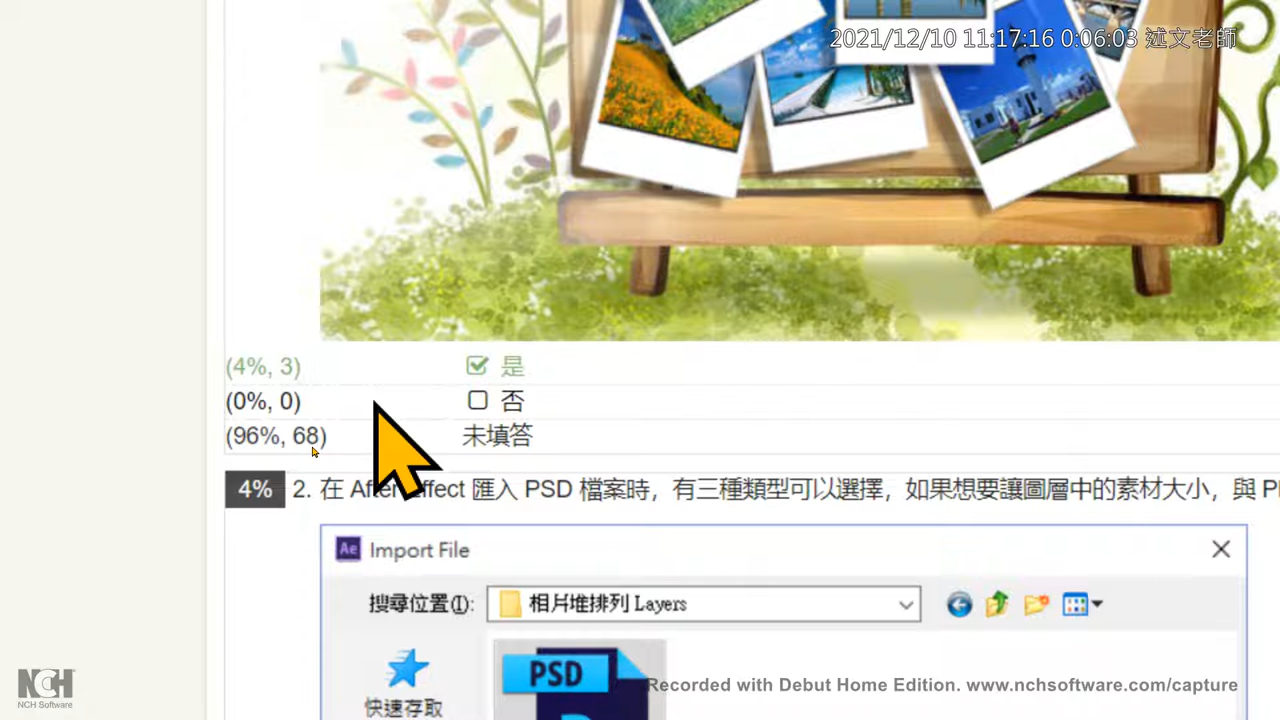 2021/12/10 11:17:16 0:06:03 述文老師
(4%, 3) 是
(0%, 0) 否
(96%, 68) 未填答
4% 2. 在 After Effect 匯入 PSD 檔案時，有三種類型可以選擇，如果想要讓圖層中的素材大小，與
Ae Import File
搜尋位置(I): 相片堆排列 Layers
PSD
快速存取
NCH
NCH Software
Recorded with Debut Home Edition. www.nchsoftware.com/capture